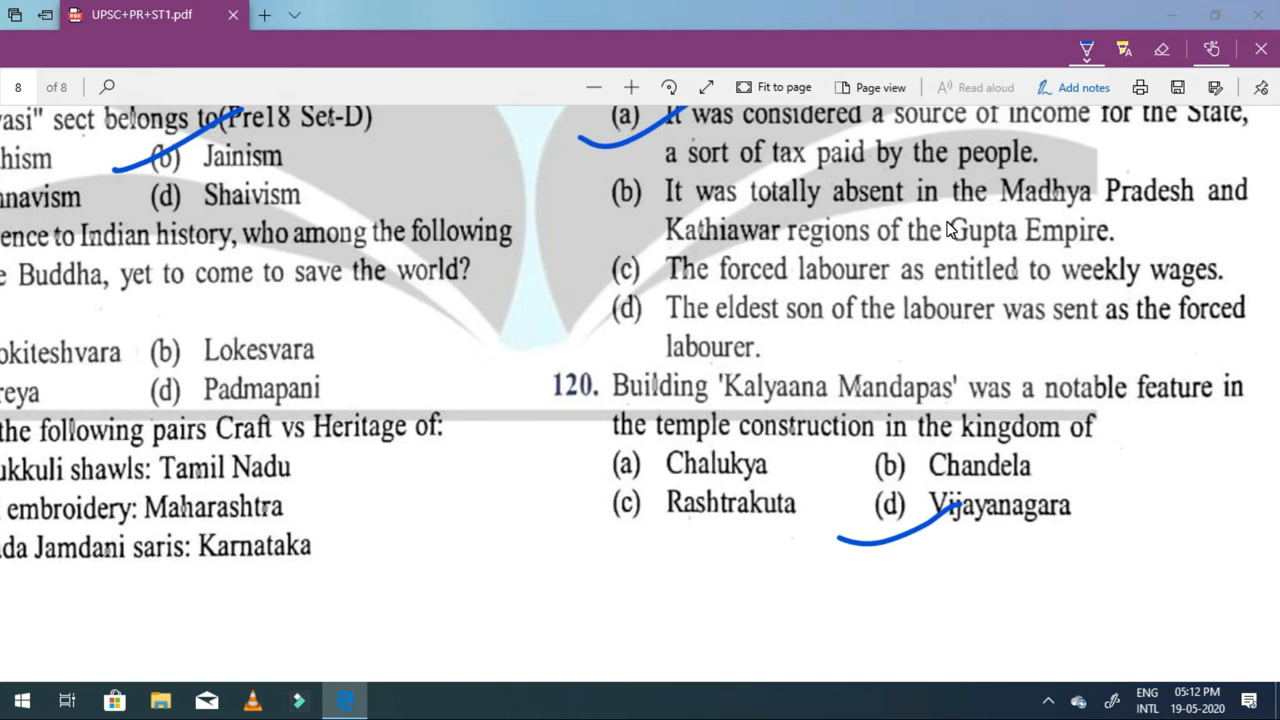 UPSC+PR+ST1.pdf
8 of 8
Fit to page
Page view
Read aloud
Add notes
vasi" sect belongs to(Pre18 Set-D)
hism (b) Jainism
nnavism (d) Shaivism
ence to Indian history, who among the following
e Buddha, yet to come to save the world?
okiteshvara (b) Lokesvara
reya (d) Padmapani
the following pairs Craft vs Heritage of:
ukkuli shawls: Tamil Nadu
embroidery: Maharashtra
ada Jamdani saris: Karnataka
(a) It was considered a source of income for the State,
a sort of tax paid by the people.
(b) It was totally absent in the Madhya Pradesh and
Kathiawar regions of the Gupta Empire.
(c) The forced labourer as entitled to weekly wages.
(d) The eldest son of the labourer was sent as the forced
labourer.
120. Building 'Kalyaana Mandapas' was a notable feature in
the temple construction in the kingdom of
(a) Chalukya (b) Chandela
(c) Rashtrakuta (d) Vijayanagara
ENG 05:12 PM
INTL 19-05-2020